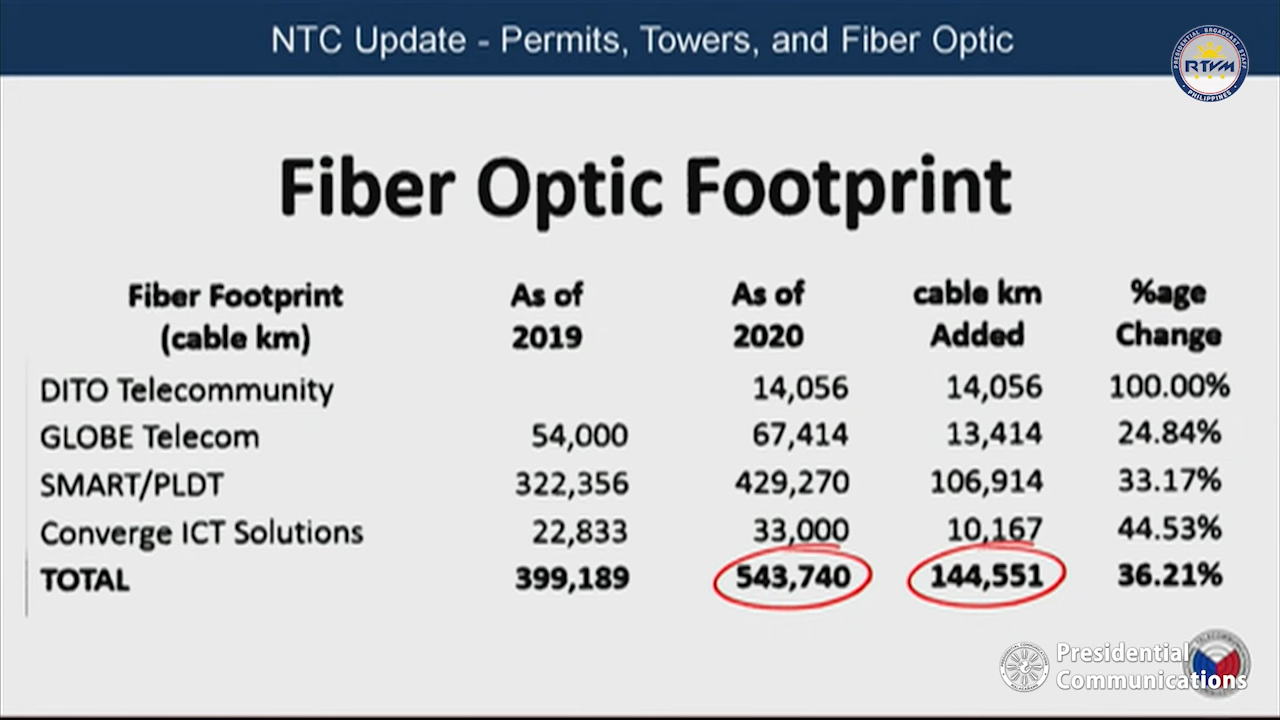 NTC Update - Permits, Towers, and Fiber Optic
PRESIDENTIAL BROADCAST STAFF
RTVM
PHILIPPINES
Fiber Optic Footprint
Fiber Footprint (cable km) As of 2019 As of 2020 cable km Added %age Change
DITO Telecommunity 14,056 14,056 100.00%
GLOBE Telecom 54,000 67,414 13,414 24.84%
SMART/PLDT 322,356 429,270 106,914 33.17%
Converge ICT Solutions 22,833 33,000 10,167 44.53%
TOTAL 399,189 543,740 144,551 36.21%
Presidential
Communications